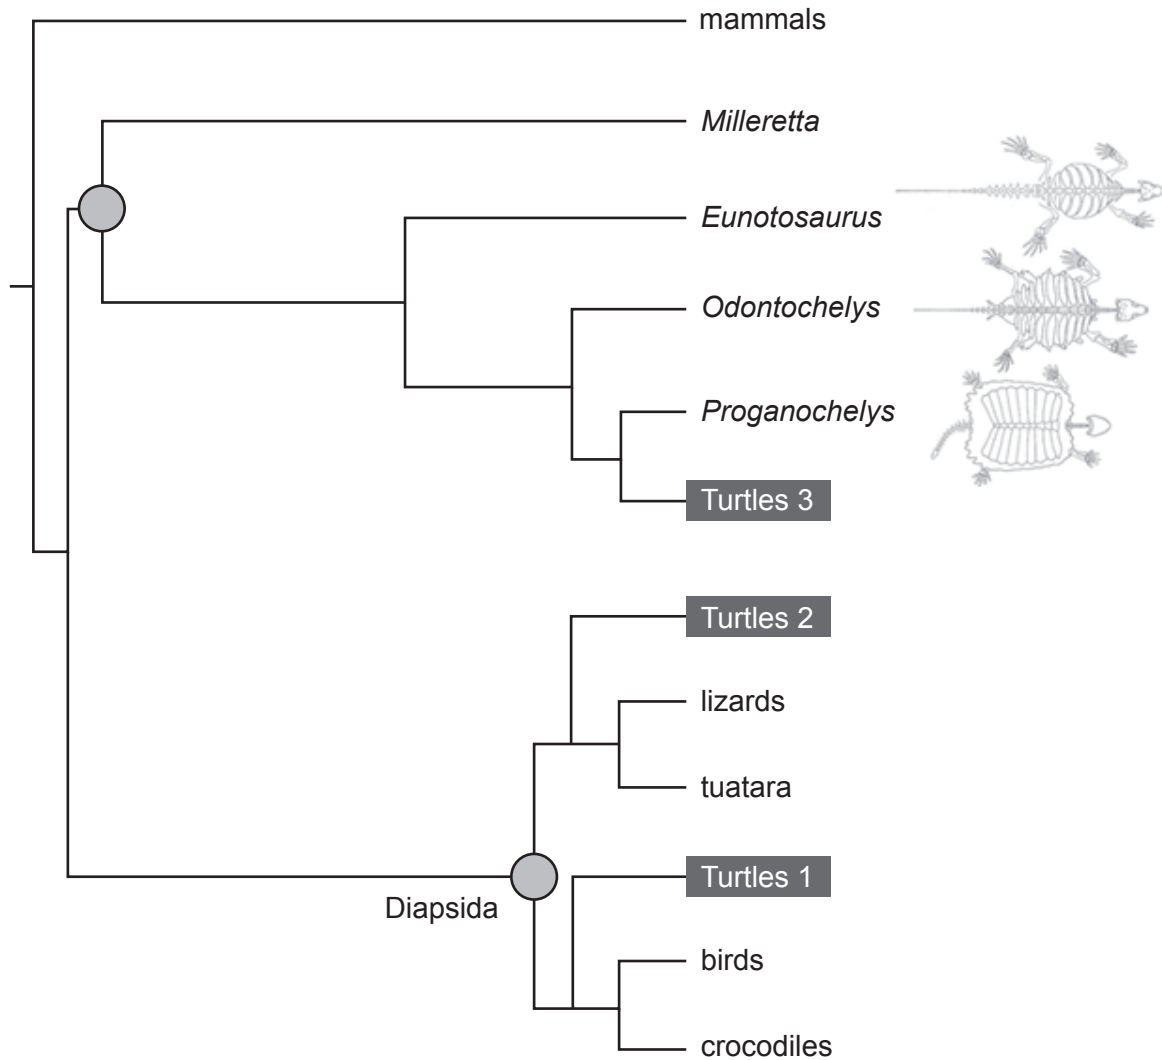 mammals
Milleretta
Eunotosaurus
Odontochelys
Proganochelys
Turtles 3
Turtles 2
lizards
tuatara
Turtles 1
Diapsida
birds
crocodiles